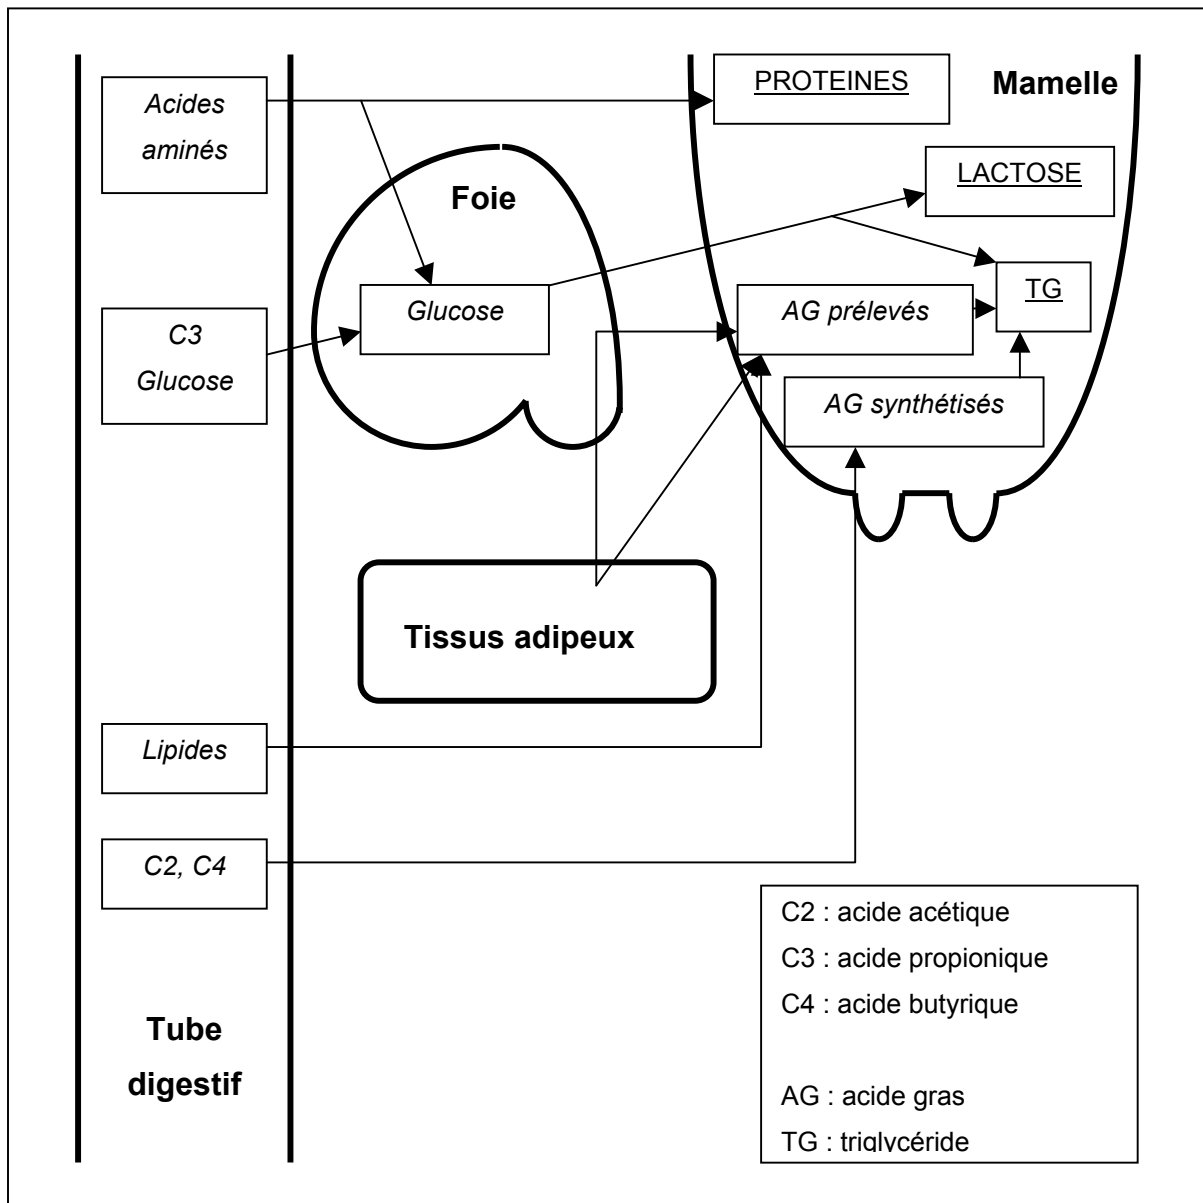 Acides
aminés
PROTEINES
Mamelle
LACTOSE
Foie
TG
Glucose
AG prélevés
C3
Glucose
AG synthétisés
Tissus adipeux
Lipides
C2, C4
Tube
digestif
C2 : acide acétique
C3 : acide propionique
C4 : acide butyrique
AG : acide gras
TG : triglycéride